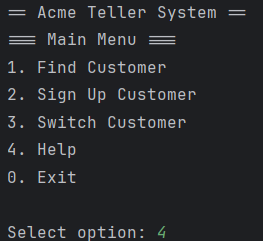 == Acme Teller System ==
=== Main Menu ===
1. Find Customer
2. Sign Up Customer
3. Switch Customer
4. Help
0. Exit
Select option: 4